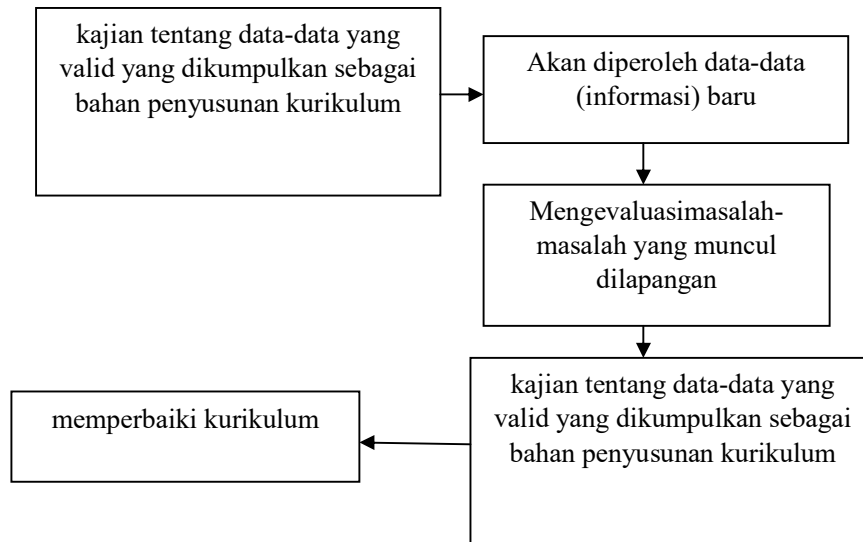 kajian tentang data-data yang
valid yang dikumpulkan sebagai
bahan penyusunan kurikulum
Akan diperoleh data-data
(informasi) baru
Mengevaluasimasalah-
masalah yang muncul
dilapangan
kajian tentang data-data yang
valid yang dikumpulkan sebagai
bahan penyusunan kurikulum
memperbaiki kurikulum